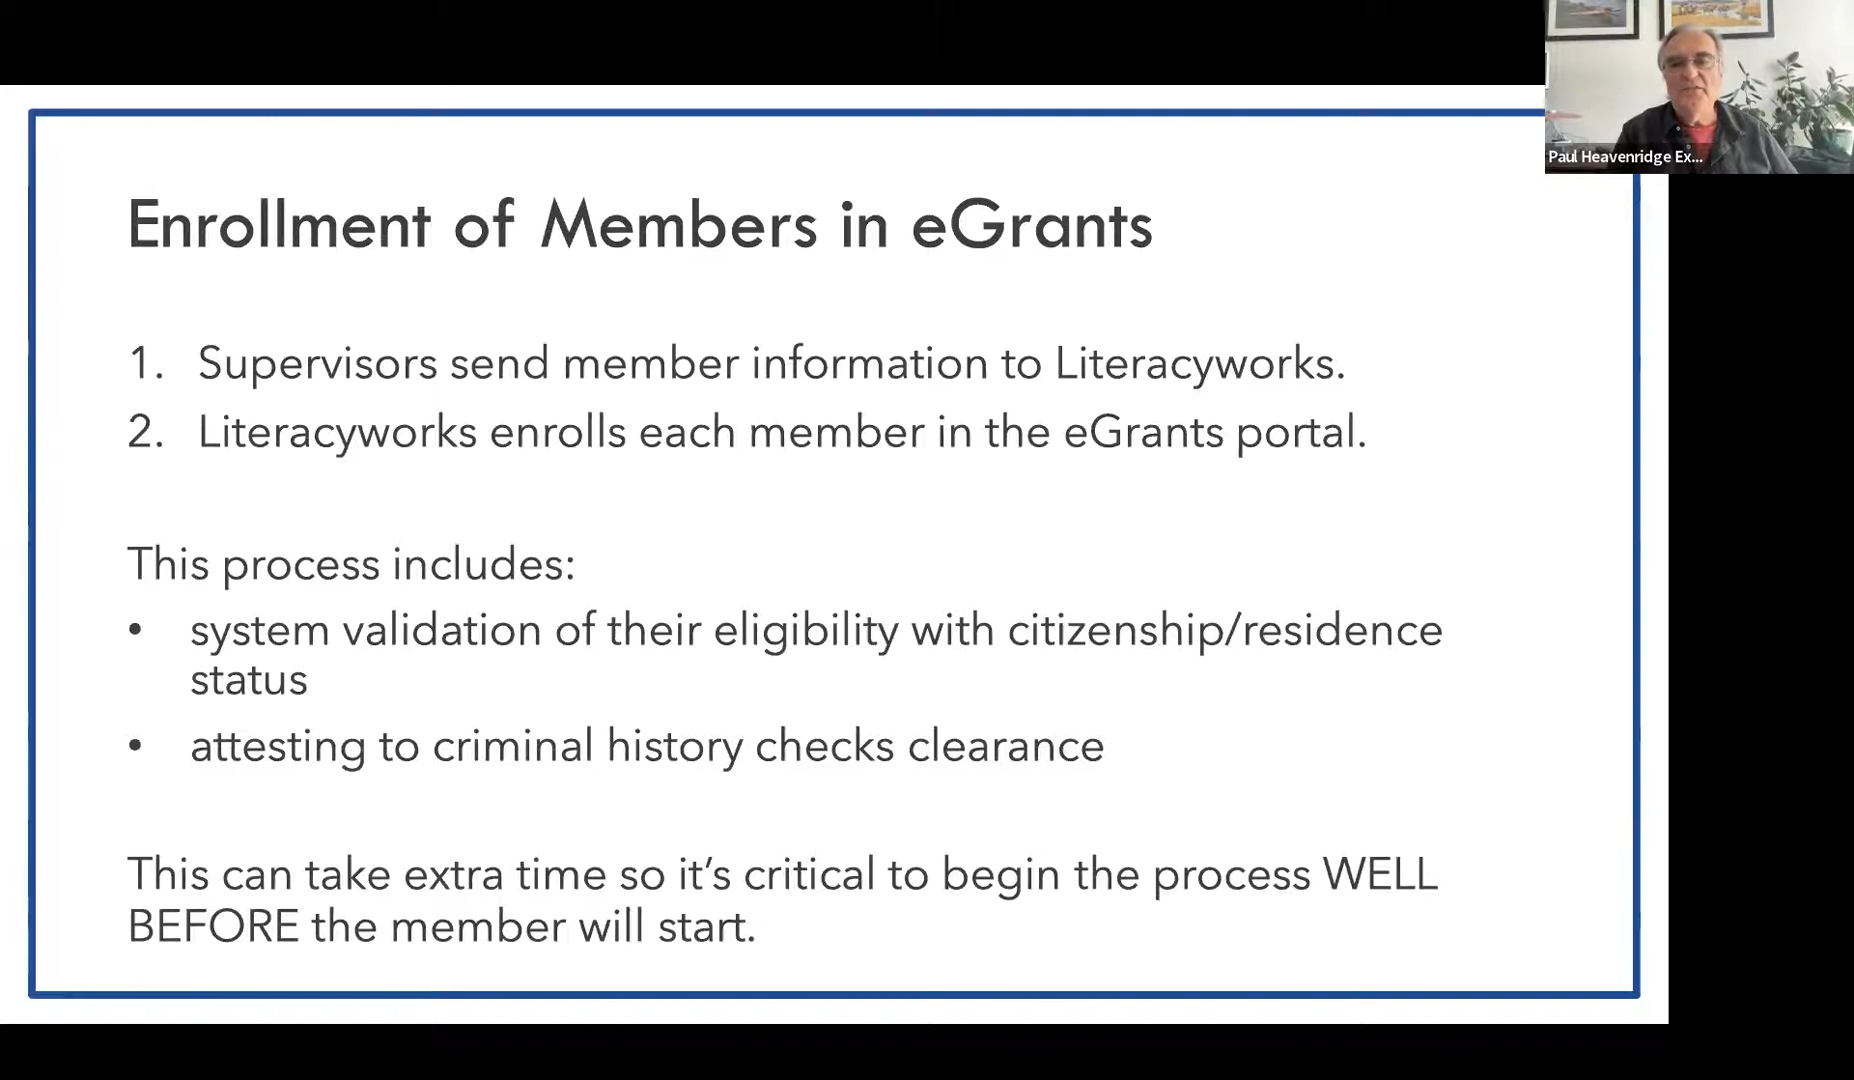 Paul Heavenridge Ex...
Enrollment of Members in eGrants
1. Supervisors send member information to Literacyworks.
2. Literacyworks enrolls each member in the eGrants portal.
This process includes:
• system validation of their eligibility with citizenship/residence
status
• attesting to criminal history checks clearance
This can take extra time so it’s critical to begin the process WELL
BEFORE the member will start.